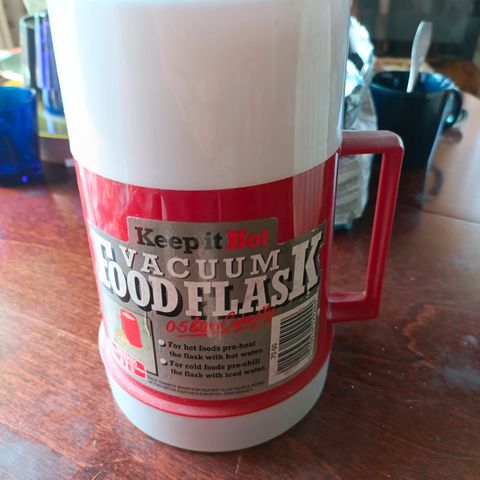 Keep it Hot
VACUUM
FOOD FLASK
0·5 Litre Capacity
For hot foods pre-heat
the flask with hot water.
For cold foods pre-chill
the flask with iced water.